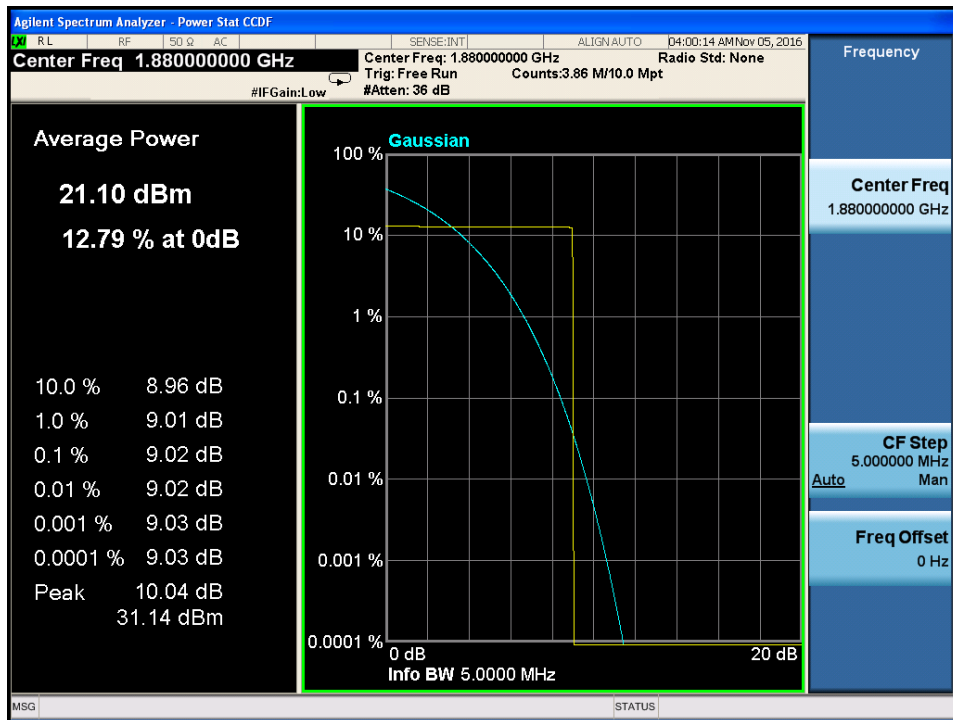 Agilent Spectrum Analyzer - Power Stat CCDF
LXI RL RF 50 Ω AC SENSE:INT ALIGN AUTO 04:00:14 AM Nov 05, 2016
Center Freq 1.880000000 GHz
Center Freq: 1.880000000 GHz Radio Std: None
Trig: Free Run Counts:3.86 M/10.0 Mpt
#IFGain:Low #Atten: 36 dB
Average Power
21.10 dBm
12.79 % at 0dB
10.0 % 8.96 dB
1.0 % 9.01 dB
0.1 % 9.02 dB
0.01 % 9.02 dB
0.001 % 9.03 dB
0.0001 % 9.03 dB
Peak 10.04 dB
31.14 dBm
Gaussian
100 %
10 %
1 %
0.1 %
0.01 %
0.001 %
0.0001 %
0 dB 20 dB
Info BW 5.0000 MHz
Frequency
Center Freq
1.880000000 GHz
CF Step
5.000000 MHz
Auto Man
Freq Offset
0 Hz
MSG STATUS